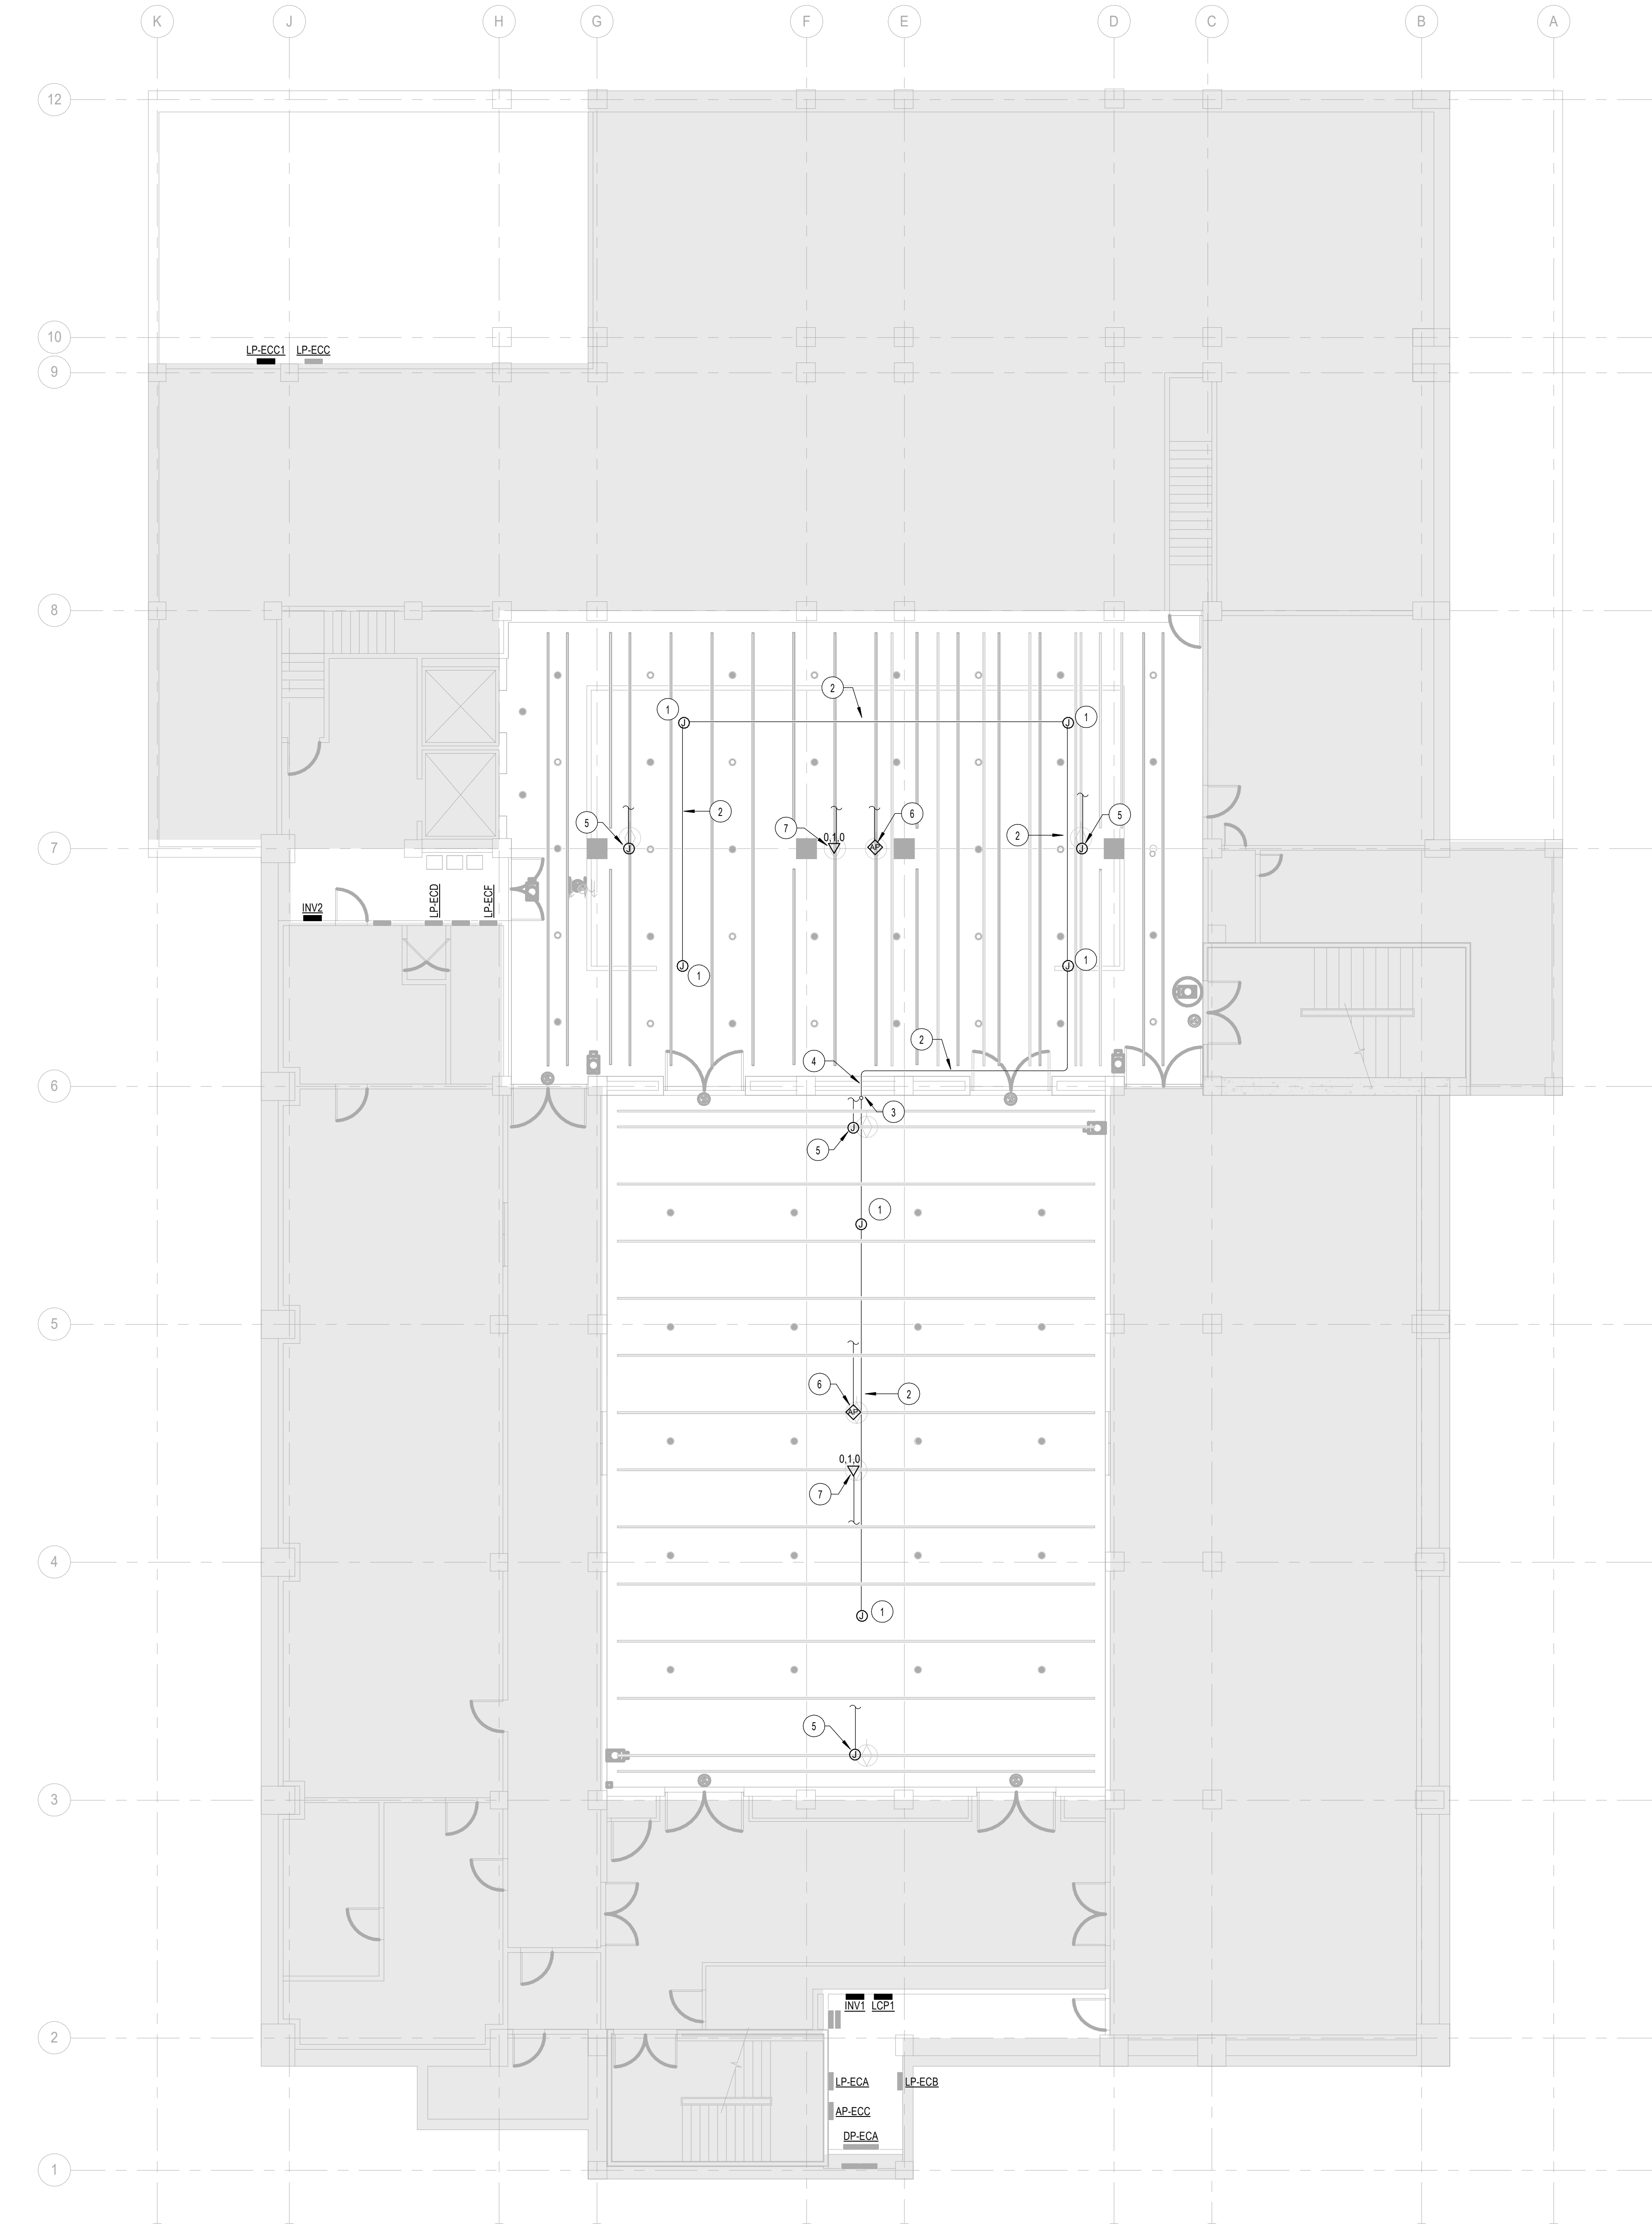 K J H G F E D C B A
12
10
LP-ECC1 LP-ECC
9
8
2
1 J J 1
2
5 7 0,1,0 6 2 5
7 J AP J
LP-ECD LP-ECF
INV2
J 1 J 1
2
4
6
3
J
5
1
J
5
6 2
AP
0,1,0
7
4
J 1
5
J
3
INV1 LCP1
2
LP-ECA LP-ECB
AP-ECC
DP-ECA
1